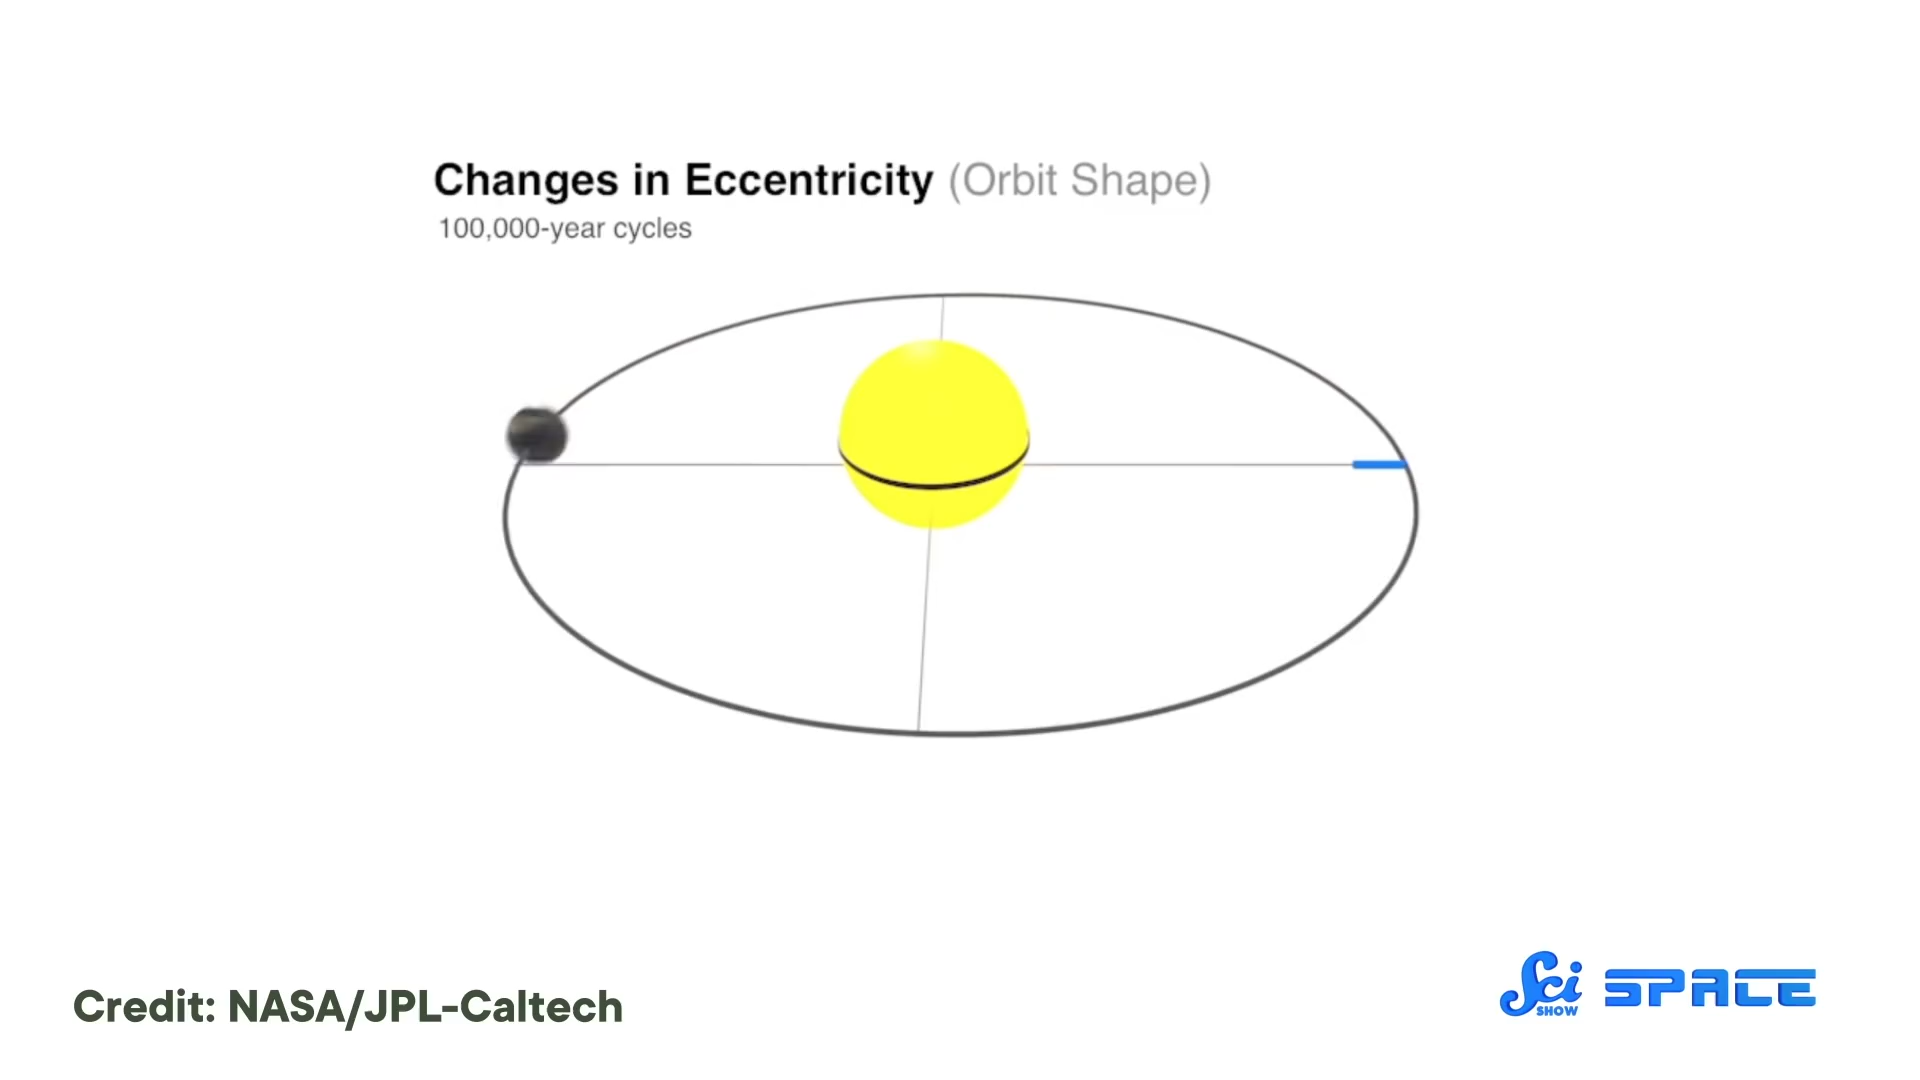 Changes in Eccentricity (Orbit Shape)
100,000-year cycles
Credit: NASA/JPL-Caltech
Sci SHOW SPACE